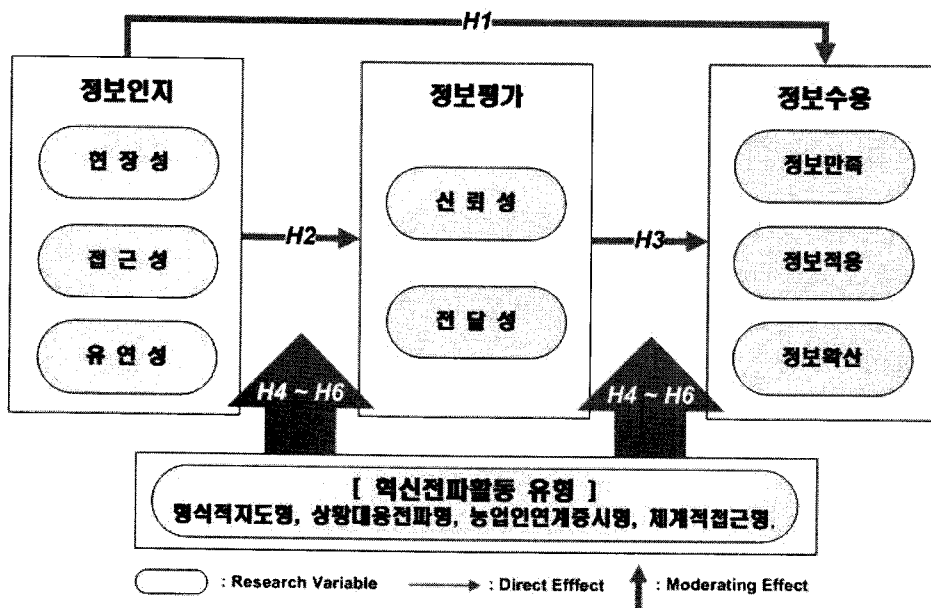 H1
정보인지
정보평가
정보수용
현 장 성
접 근 성
유 연 성
신 뢰 성
전 달 성
정보만족
정보적용
정보확산
H2
H3
H4 ~ H6
H4 ~ H6
[ 혁신전파활동 유형 ]
형식적지도형, 상황대응전파형, 농업인연계중시형, 체계적접근형.
: Research Variable
: Direct Efffect
: Moderating Effect